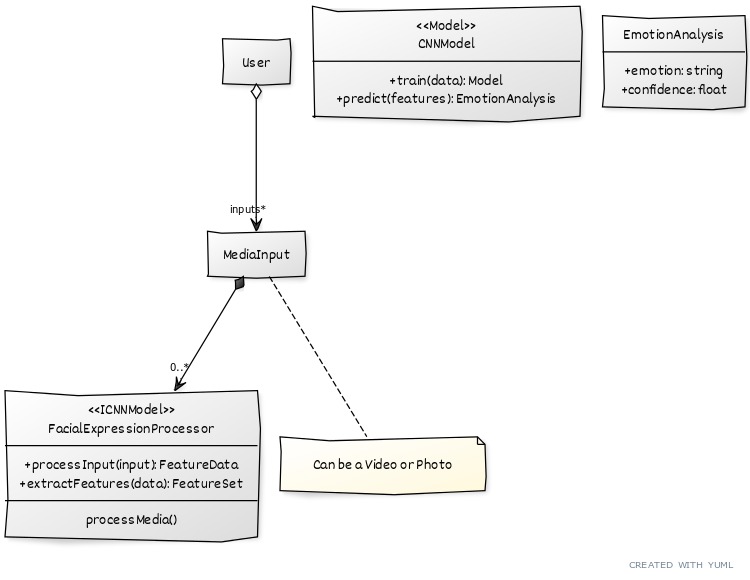 User
<<Model>>
CNNModel
+train(data): Model
+predict(features): EmotionAnalysis
EmotionAnalysis
+emotion: string
+confidence: float
inputs*
MediaInput
0..*
<<ICNNModel>>
FacialExpressionProcessor
+processInput(input): FeatureData
+extractFeatures(data): FeatureSet
processMedia()
Can be a Video or Photo
CREATED WITH YUML